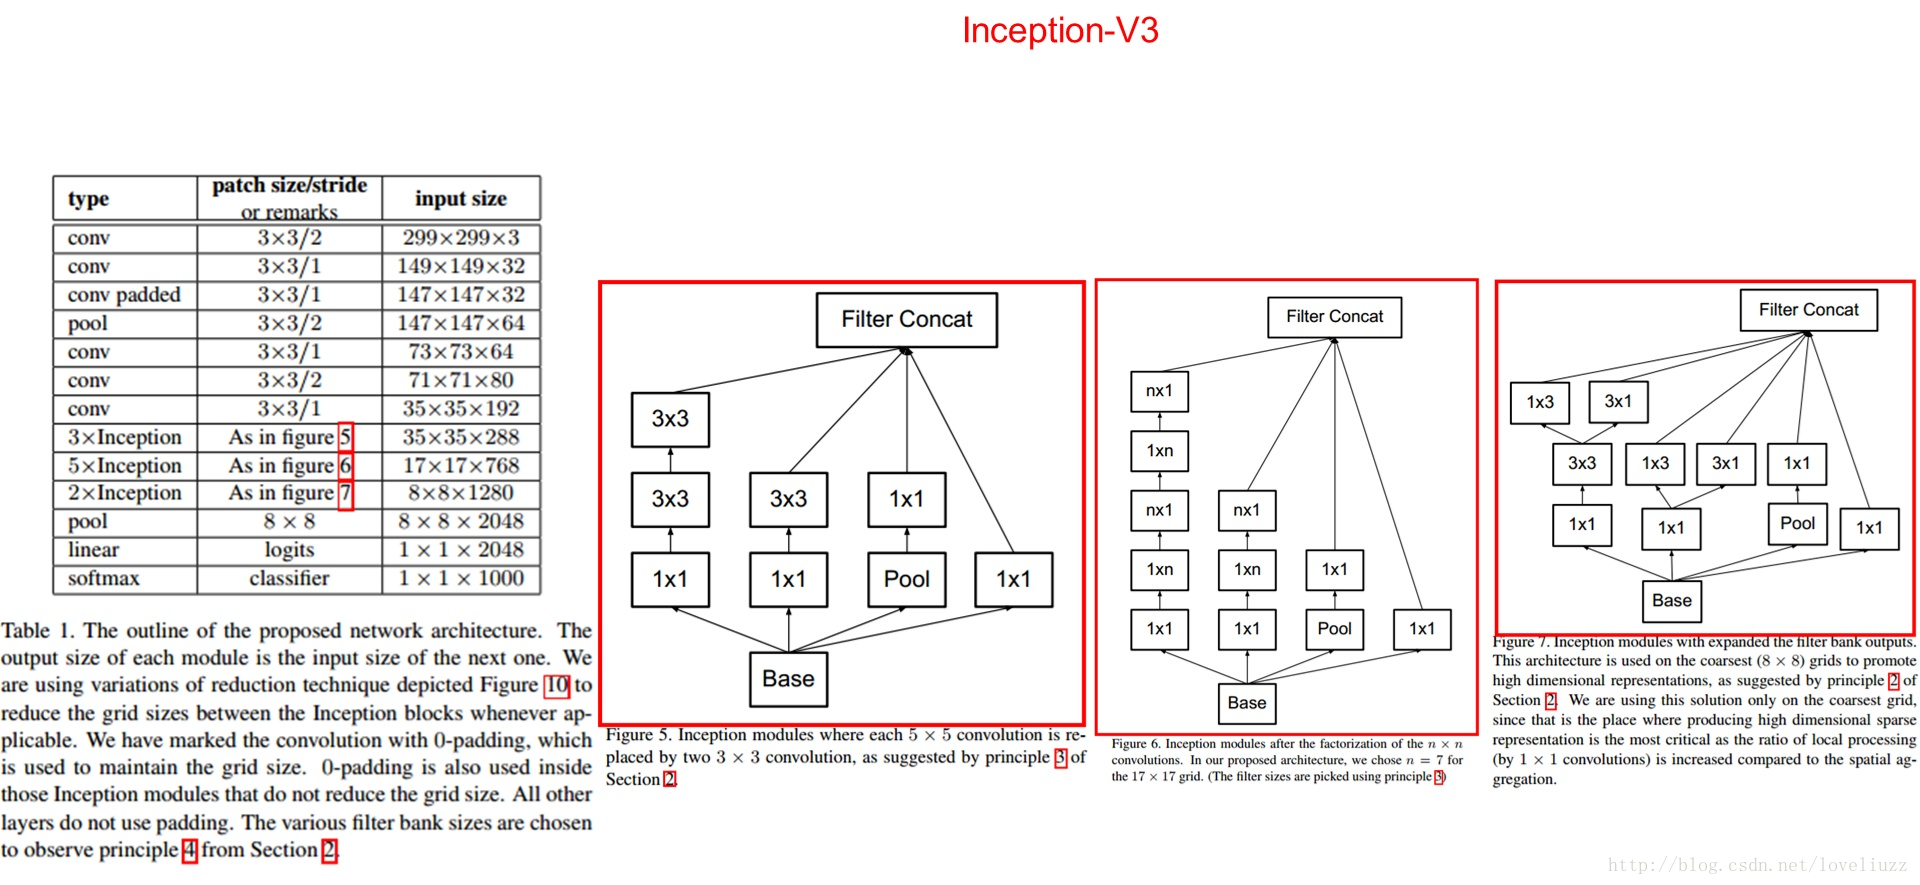 Inception-V3
type patch size/stride or remarks input size
conv 3×3/2 299×299×3
conv 3×3/1 149×149×32
conv padded 3×3/1 147×147×32
pool 3×3/2 147×147×64
conv 3×3/1 73×73×64
conv 3×3/2 71×71×80
conv 3×3/1 35×35×192
3×Inception As in figure 5 35×35×288
5×Inception As in figure 6 17×17×768
2×Inception As in figure 7 8×8×1280
pool 8 × 8 8 × 8 × 2048
linear logits 1 × 1 × 2048
softmax classifier 1 × 1 × 1000
Table 1. The outline of the proposed network architecture. The
output size of each module is the input size of the next one. We
are using variations of reduction technique depicted Figure 10 to
reduce the grid sizes between the Inception blocks whenever ap-
plicable. We have marked the convolution with 0-padding, which
is used to maintain the grid size. 0-padding is also used inside
those Inception modules that do not reduce the grid size. All other
layers do not use padding. The various filter bank sizes are chosen
to observe principle 4 from Section 2.
Filter Concat
3x3
3x3 3x3 1x1
1x1 1x1 Pool 1x1
Base
Figure 5. Inception modules where each 5 × 5 convolution is re-
placed by two 3 × 3 convolution, as suggested by principle 3 of
Section 2.
Filter Concat
nx1
1xn
nx1 nx1
1xn 1xn 1x1
1x1 1x1 Pool 1x1
Base
Figure 6. Inception modules after the factorization of the n × n
convolutions. In our proposed architecture, we chose n = 7 for
the 17 × 17 grid. (The filter sizes are picked using principle 3)
Filter Concat
1x3 3x1
3x3 1x3 3x1 1x1
1x1 1x1 Pool 1x1
Base
Figure 7. Inception modules with expanded the filter bank outputs.
This architecture is used on the coarsest (8 × 8) grids to promote
high dimensional representations, as suggested by principle 2 of
Section 2. We are using this solution only on the coarsest grid,
since that is the place where producing high dimensional sparse
representation is the most critical as the ratio of local processing
(by 1 × 1 convolutions) is increased compared to the spatial ag-
gregation.
http://blog.csdn.net/loveliuzz